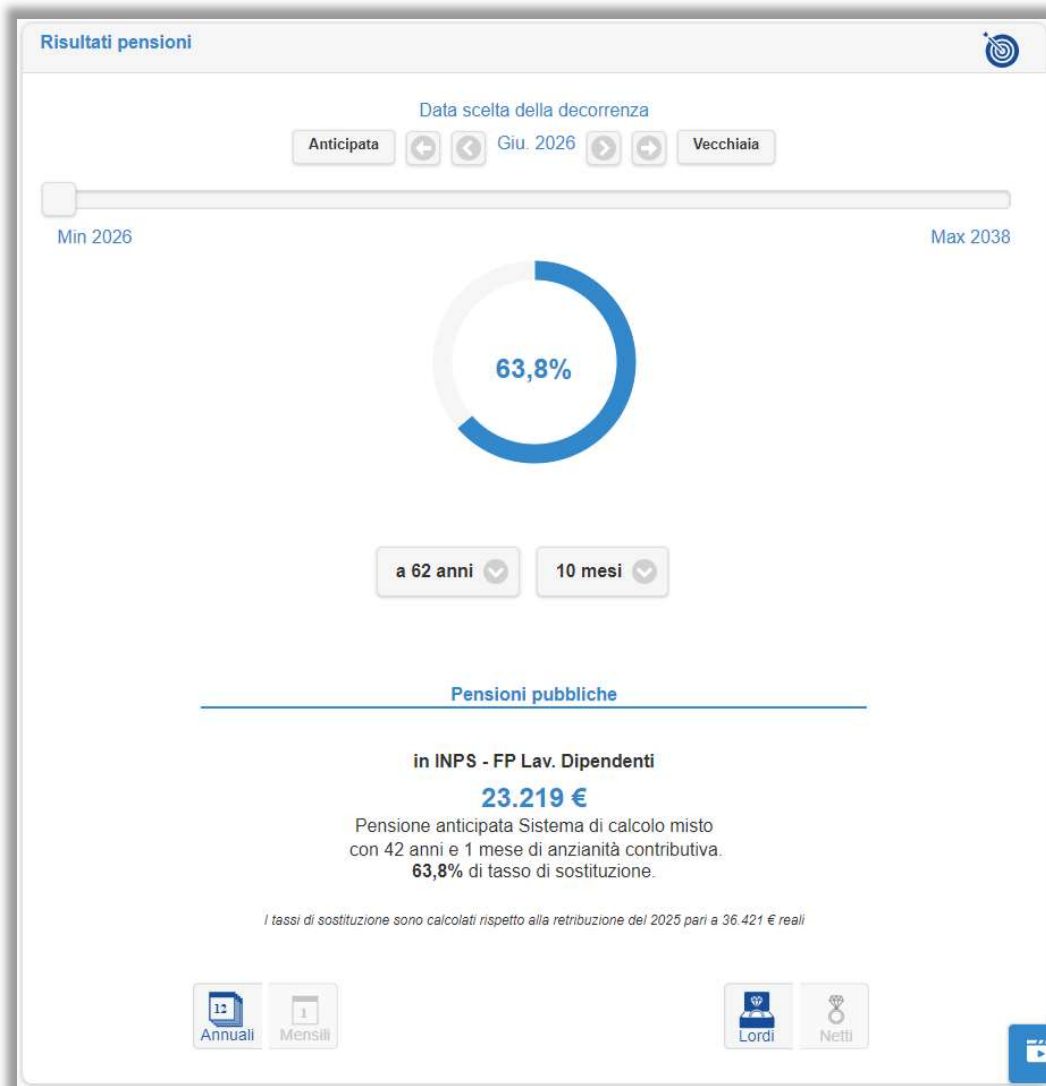 Risultati pensioni
Data scelta della decorrenza
Anticipata Giu. 2026 Vecchiaia
Min 2026 Max 2038
63,8%
a 62 anni 10 mesi
Pensioni pubbliche
in INPS - FP Lav. Dipendenti
23.219 €
Pensione anticipata Sistema di calcolo misto
con 42 anni e 1 mese di anzianità contributiva.
63,8% di tasso di sostituzione.
I tassi di sostituzione sono calcolati rispetto alla retribuzione del 2025 pari a 36.421 € reali
12 1
Annuali Mensili Lordi Netti